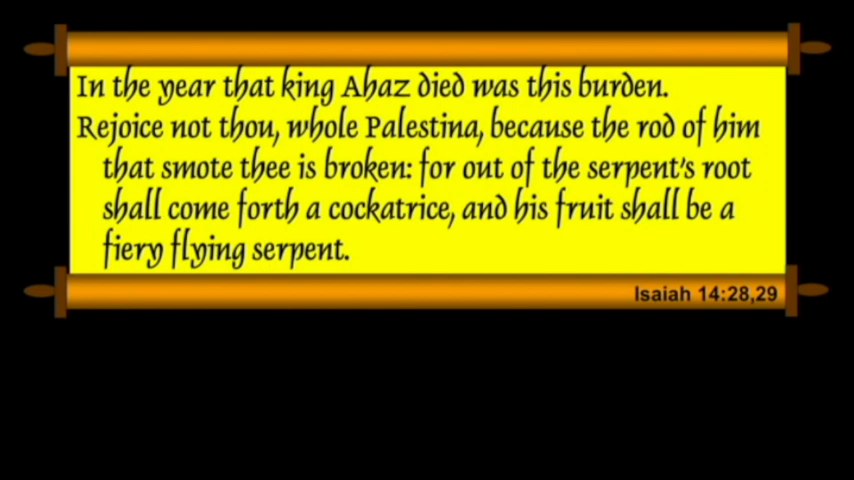 In the year that king Ahaz died was this burden.
Rejoice not thou, whole Palestina, because the rod of him
that smote thee is broken: for out of the serpent's root
shall come forth a cockatrice, and his fruit shall be a
fiery flying serpent.
Isaiah 14:28,29